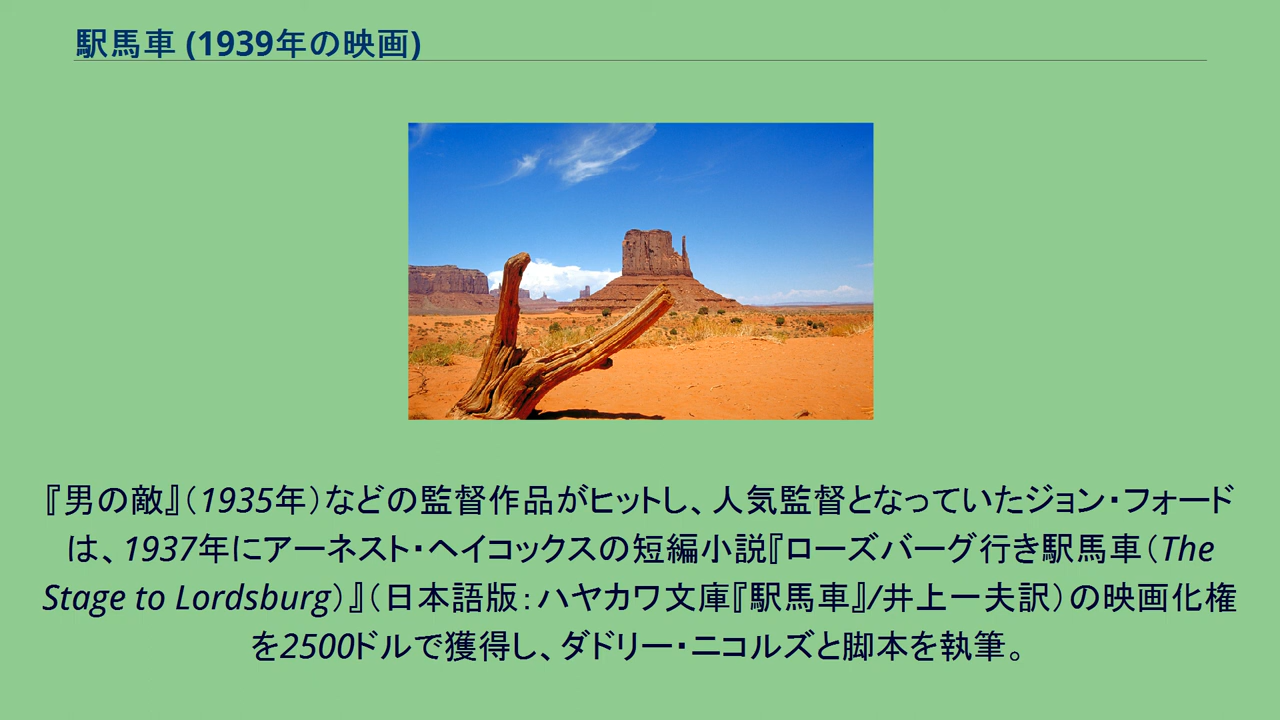 駅馬車 (1939年の映画)
『男の敵』（1935年）などの監督作品がヒットし、人気監督となっていたジョン・フォード
は、1937年にアーネスト・ヘイコックスの短編小説『ローズバーグ行き駅馬車（The
Stage to Lordsburg）』（日本語版：ハヤカワ文庫『駅馬車』/井上一夫訳）の映画化権
を2500ドルで獲得し、ダドリー・ニコルズと脚本を執筆。